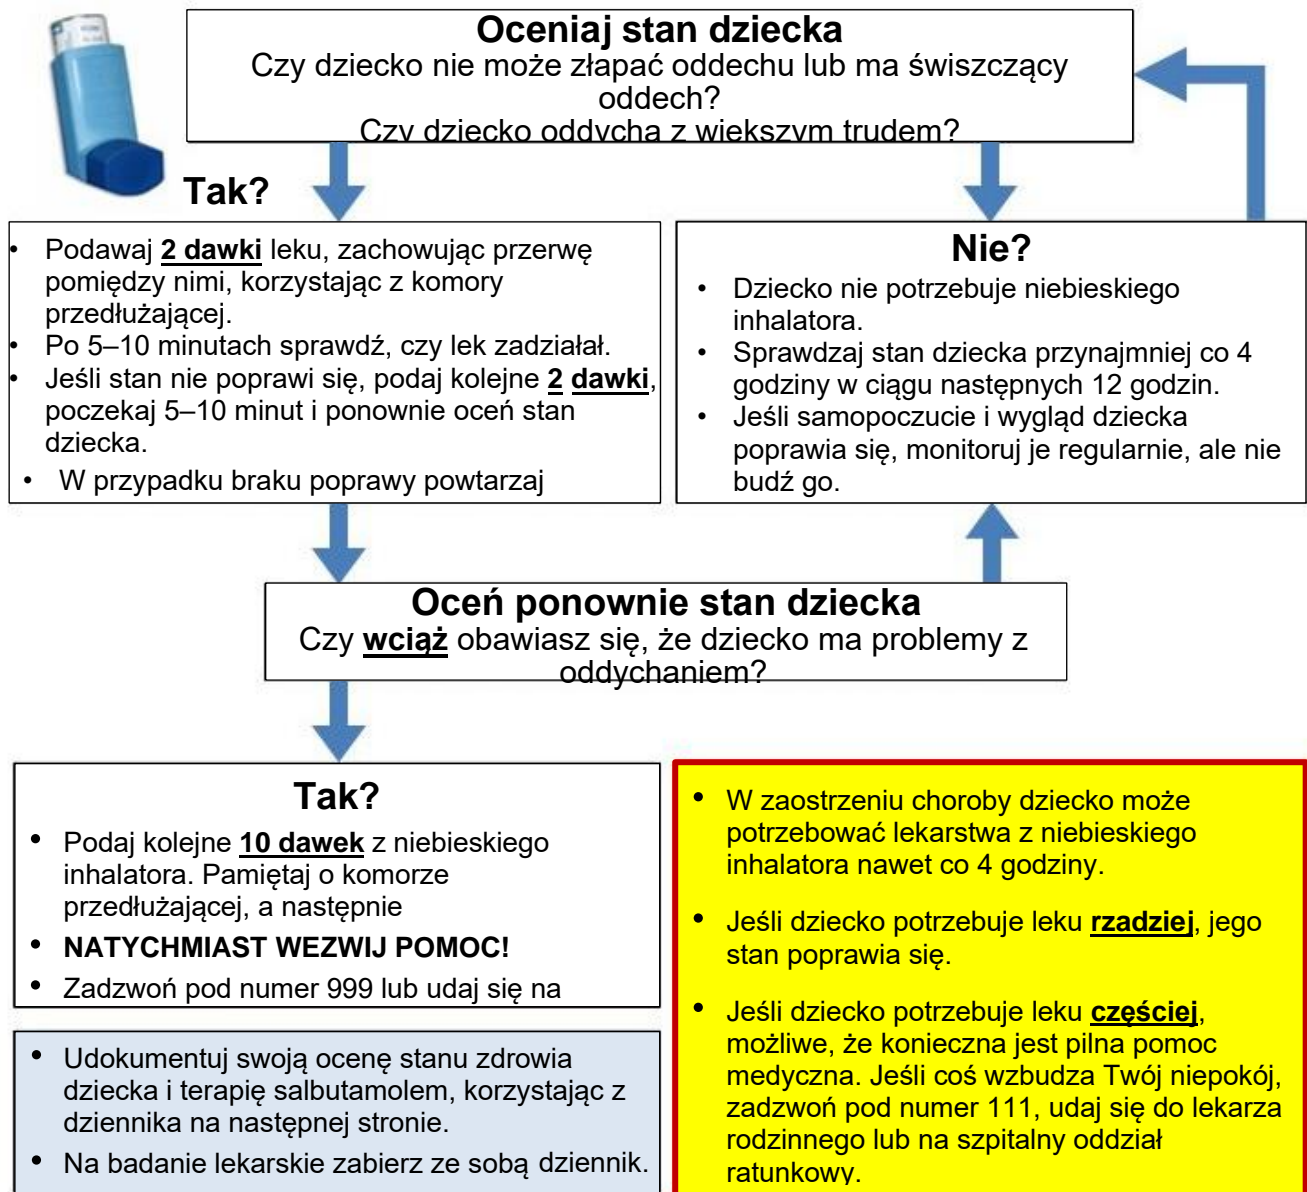 Oceniaj stan dziecka
Czy dziecko nie może złapać oddechu lub ma świszczący
oddech?
Czy dziecko oddycha z większym trudem?
Tak?
• Podawaj 2 dawki leku, zachowując przerwę
pomiędzy nimi, korzystając z komory
przedłużającej.
• Po 5–10 minutach sprawdź, czy lek zadziałał.
• Jeśli stan nie poprawi się, podaj kolejne 2 dawki,
poczekaj 5–10 minut i ponownie oceń stan
dziecka.
• W przypadku braku poprawy powtarzaj
Nie?
• Dziecko nie potrzebuje niebieskiego
inhalatora.
• Sprawdzaj stan dziecka przynajmniej co 4
godziny w ciągu następnych 12 godzin.
• Jeśli samopoczucie i wygląd dziecka
poprawia się, monitoruj je regularnie, ale nie
budź go.
Oceń ponownie stan dziecka
Czy wciąż obawiasz się, że dziecko ma problemy z
oddychaniem?
Tak?
• Podaj kolejne 10 dawek z niebieskiego
inhalatora. Pamiętaj o komorze
przedłużającej, a następnie
• NATYCHMIAST WEZWIJ POMOC!
• Zadzwoń pod numer 999 lub udaj się na
• Udokumentuj swoją ocenę stanu zdrowia
dziecka i terapię salbutamolem, korzystając z
dziennika na następnej stronie.
• Na badanie lekarskie zabierz ze sobą dziennik.
• W zaostrzeniu choroby dziecko może
potrzebować lekarstwa z niebieskiego
inhalatora nawet co 4 godziny.
• Jeśli dziecko potrzebuje leku rzadziej, jego
stan poprawia się.
• Jeśli dziecko potrzebuje leku częściej,
możliwe, że konieczna jest pilna pomoc
medyczna. Jeśli coś wzbudza Twój niepokój,
zadzwoń pod numer 111, udaj się do lekarza
rodzinnego lub na szpitalny oddział
ratunkowy.